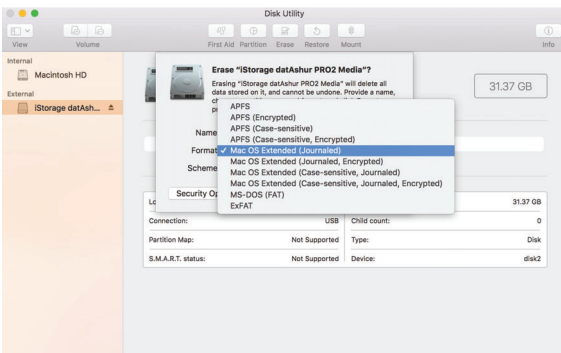 Disk Utility
View
Volume
First Aid
Partition
Erase
Restore
Mount
Info
Internal
Macintosh HD
External
iStorage datAsh...
Erase “iStorage datAshur PRO2 Media”?
Erasing “iStorage datAshur PRO2 Media” will delete all
data stored on it, and cannot be undone. Provide a name,
Name
Format
Scheme
APFS
APFS (Encrypted)
APFS (Case-sensitive)
APFS (Case-sensitive, Encrypted)
✓ Mac OS Extended (Journaled)
Mac OS Extended (Journaled, Encrypted)
Mac OS Extended (Case-sensitive, Journaled)
Mac OS Extended (Case-sensitive, Journaled, Encrypted)
MS-DOS (FAT)
ExFAT
Security Op
31.37 GB
Lo
31.37 GB
Connection:
USB
Child count:
0
Partition Map:
Not Supported
Type:
Disk
S.M.A.R.T. status:
Not Supported
Device:
disk2